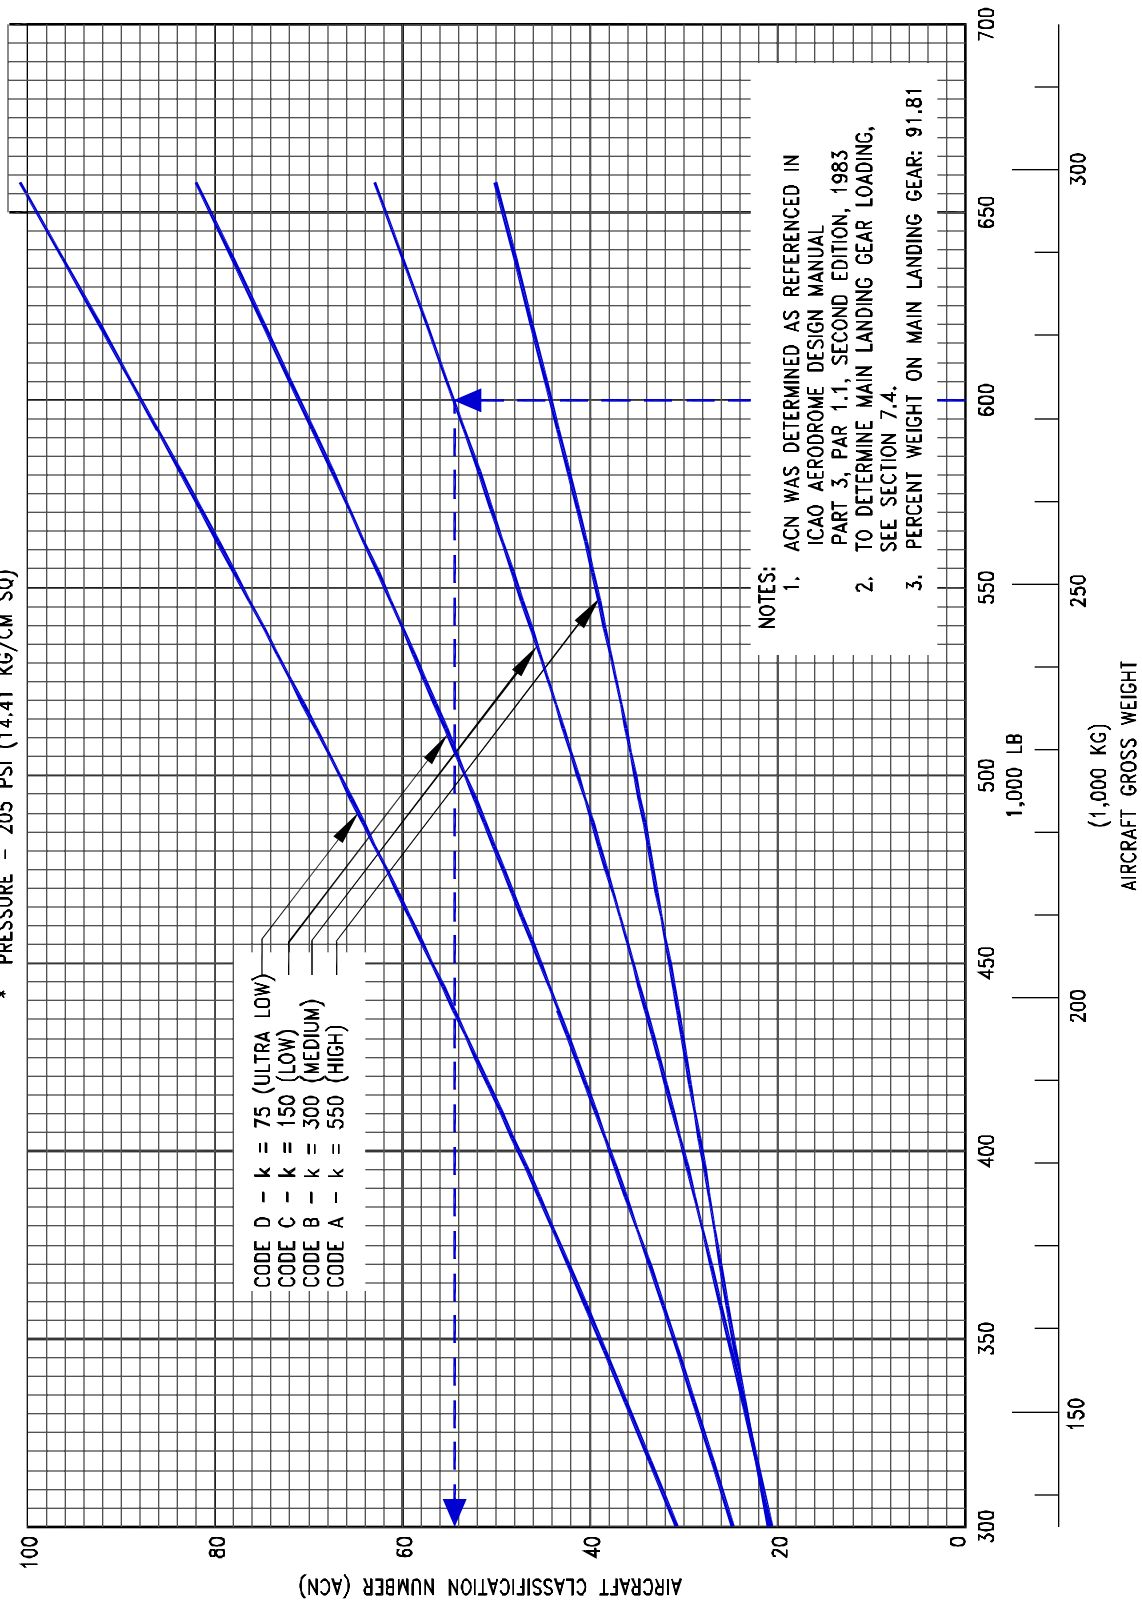 * PRESSURE - 205 PSI (14.41 KG/CM SQ)
AIRCRAFT CLASSIFICATION NUMBER (ACN)
100
80
60
40
20
0
CODE D - k = 75 (ULTRA LOW)
CODE C - k = 150 (LOW)
CODE B - k = 300 (MEDIUM)
CODE A - k = 550 (HIGH)
NOTES:
1. ACN WAS DETERMINED AS REFERENCED IN
ICAO AERODROME DESIGN MANUAL
PART 3, PAR 1.1, SECOND EDITION, 1983
2. TO DETERMINE MAIN LANDING GEAR LOADING,
SEE SECTION 7.4.
3. PERCENT WEIGHT ON MAIN LANDING GEAR: 91.81
300 350 400 450 500 550 600 650 700
1,000 LB
150 200 250 300
(1,000 KG)
AIRCRAFT GROSS WEIGHT